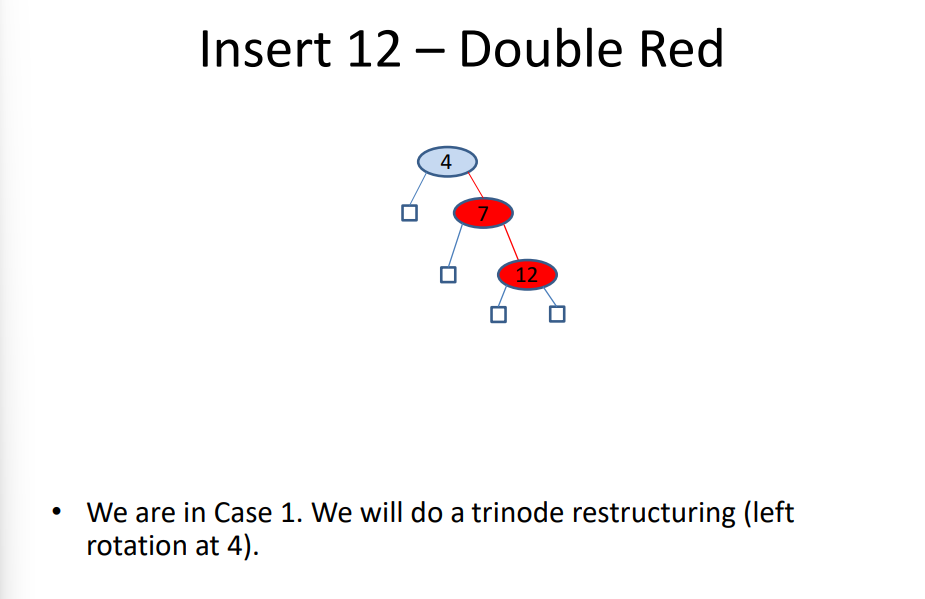 Insert 12 – Double Red
4
7
12
• We are in Case 1. We will do a trinode restructuring (left
rotation at 4).